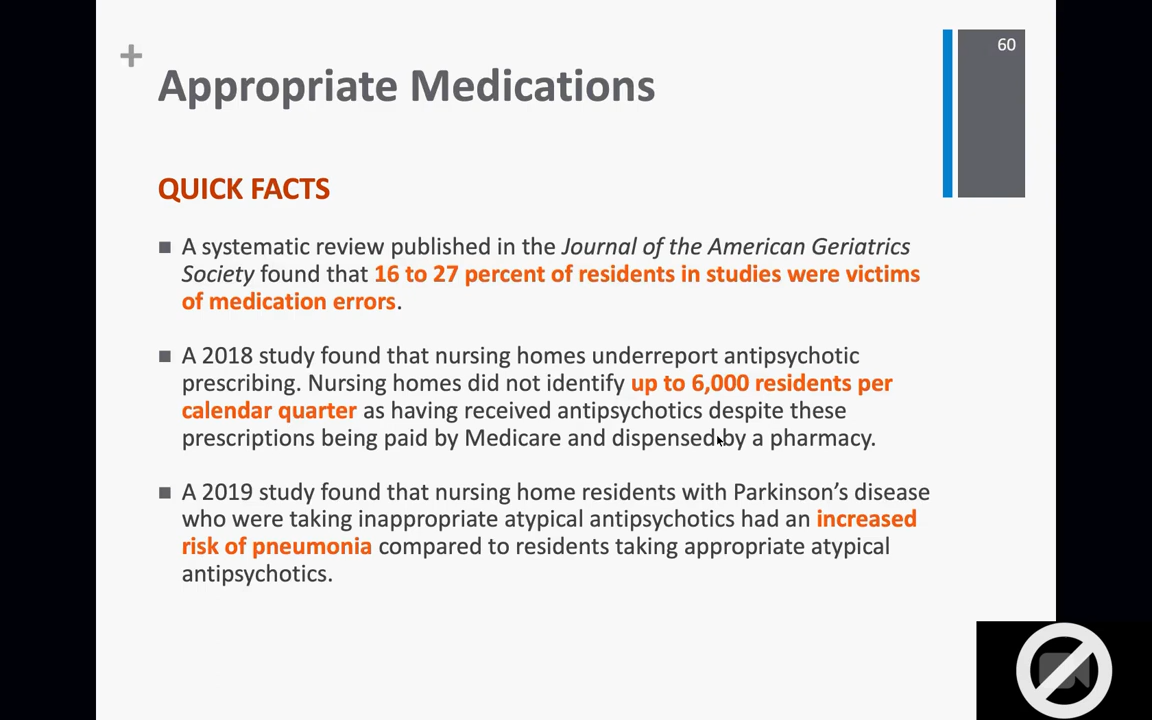 60
+
Appropriate Medications
QUICK FACTS
■ A systematic review published in the Journal of the American Geriatrics
Society found that 16 to 27 percent of residents in studies were victims
of medication errors.
■ A 2018 study found that nursing homes underreport antipsychotic
prescribing. Nursing homes did not identify up to 6,000 residents per
calendar quarter as having received antipsychotics despite these
prescriptions being paid by Medicare and dispensed by a pharmacy.
■ A 2019 study found that nursing home residents with Parkinson’s disease
who were taking inappropriate atypical antipsychotics had an increased
risk of pneumonia compared to residents taking appropriate atypical
antipsychotics.